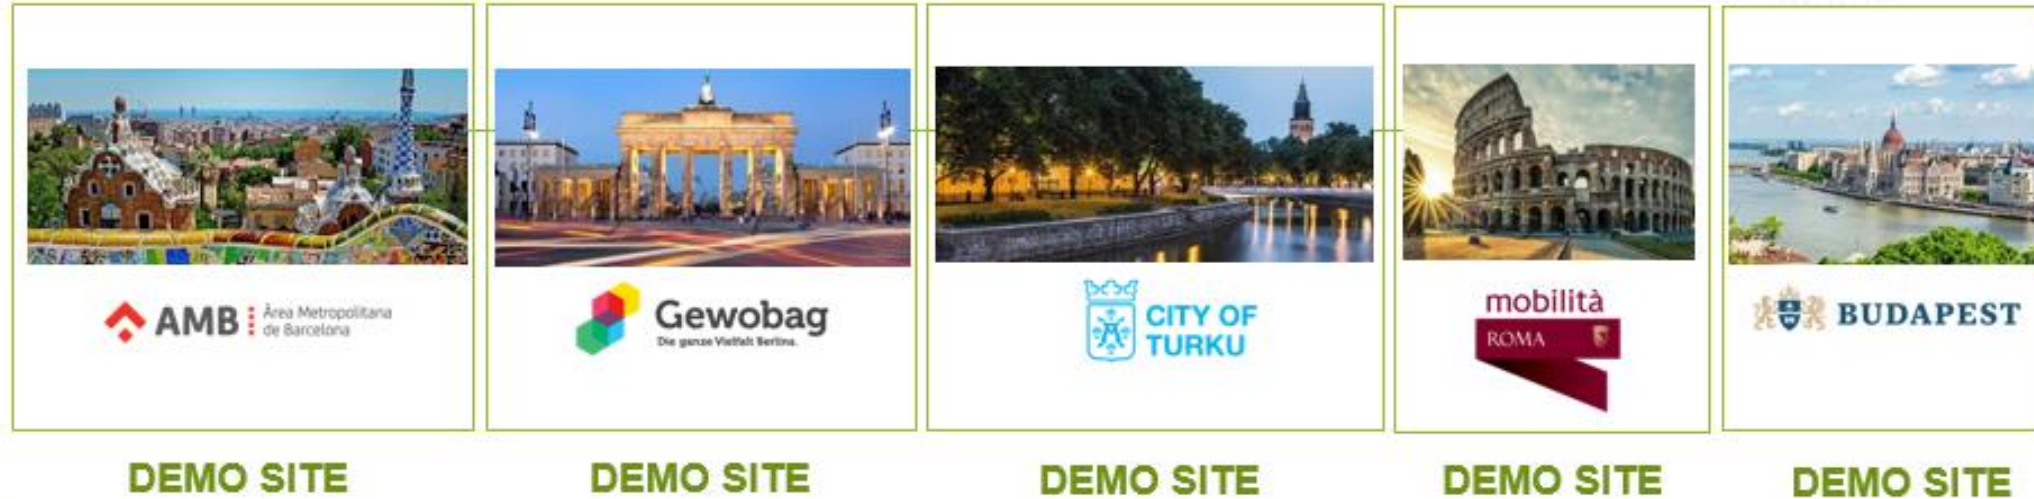 AMB
Àrea Metropolitana
de Barcelona
Gewobag
Die ganze Vielfalt Berlins.
CITY OF
TURKU
mobilità
ROMA
BUDAPEST
DEMO SITE
DEMO SITE
DEMO SITE
DEMO SITE
DEMO SITE